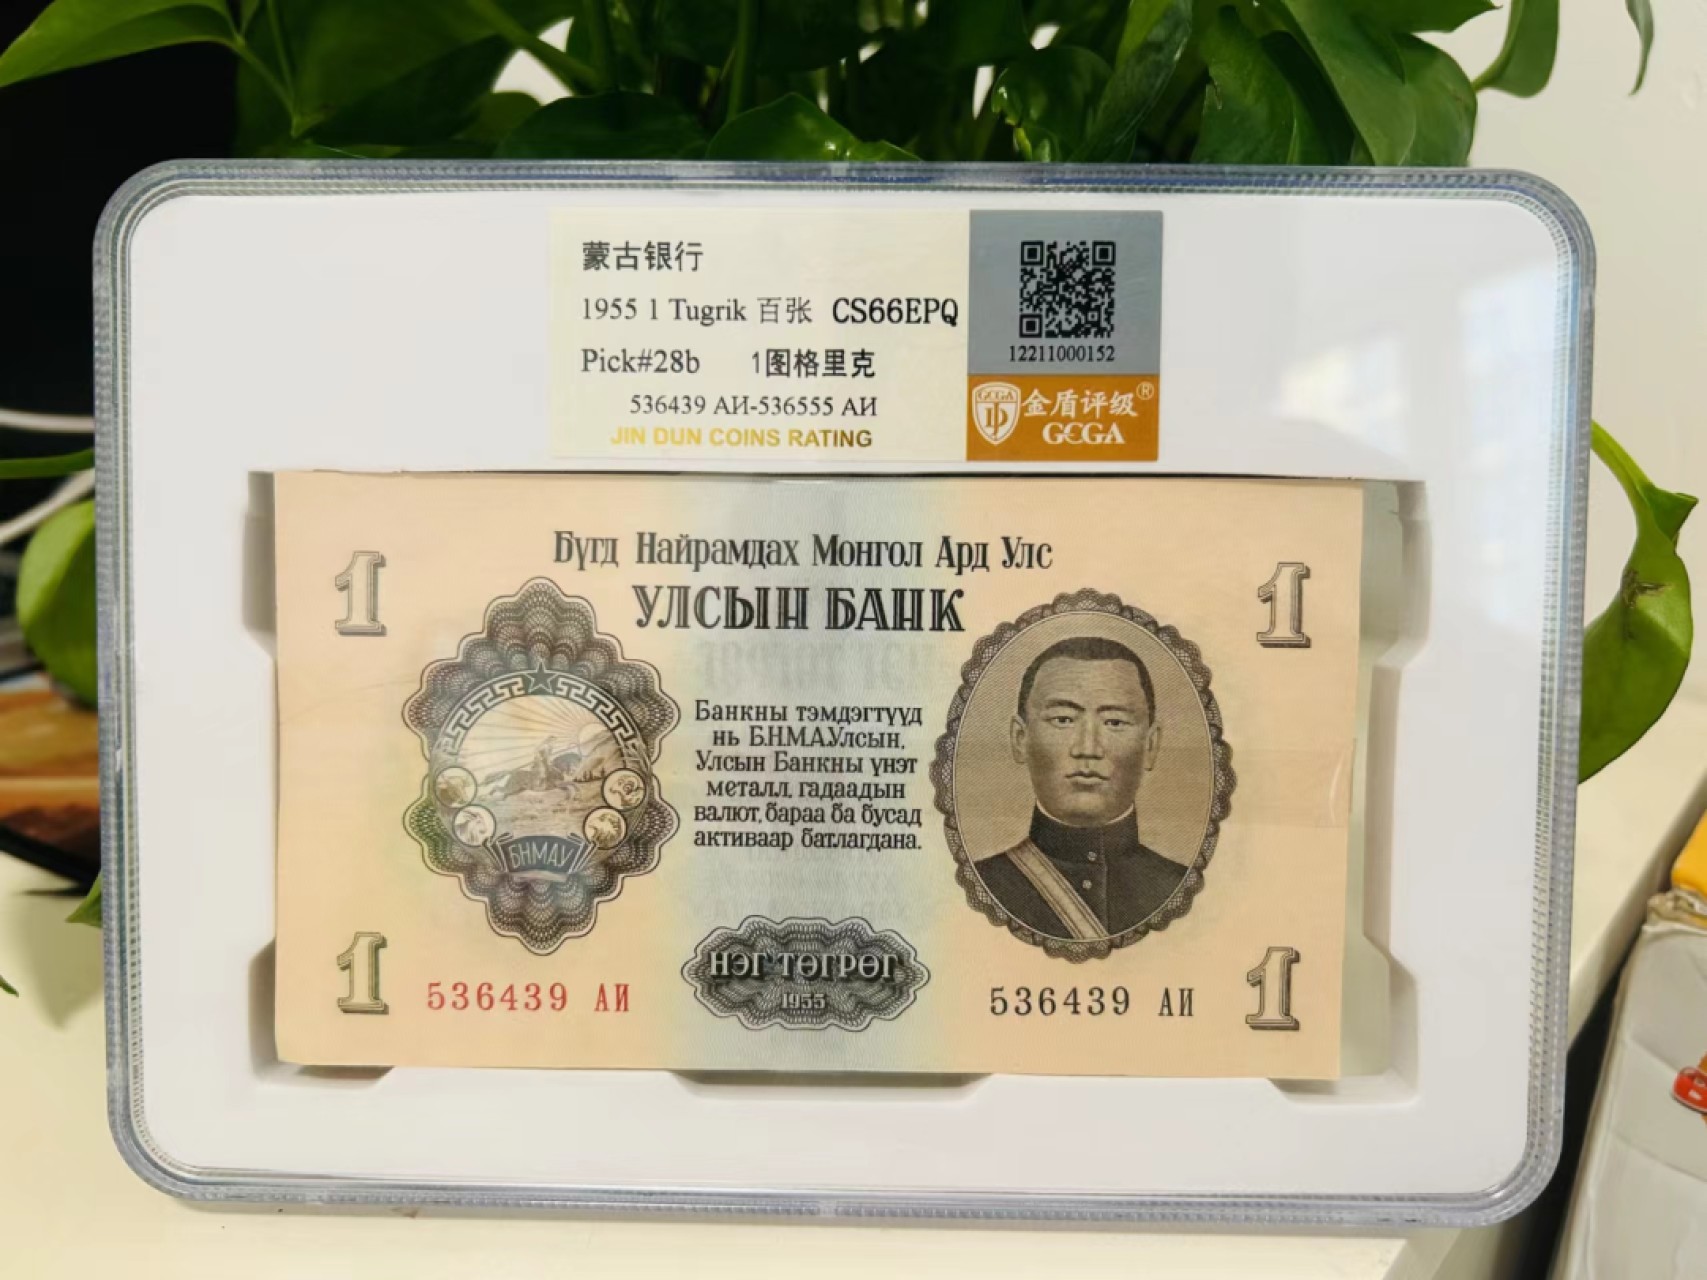 蒙古银行
1955 1 Tugrik 百张 CS66EPQ
Pick#28b 1图格里克
536439 АИ-536555 АИ
JIN DUN COINS RATING
12211000152
GCGA
金盾评级®
GCGA
Бүгд Найрамдах Монгол Ард Улс
УЛСЫН БАНК
1
1
Банкны тэмдэгтүүд
нь Б.Н.М.А.Улсын,
Улсын Банкны үнэт
металл, гадаадын
валют, бараа ба бусад
активаар батлагдана.
БНМАУ
НЭГ ТӨГРӨГ
1955
1
536439 АИ
536439 АИ
1